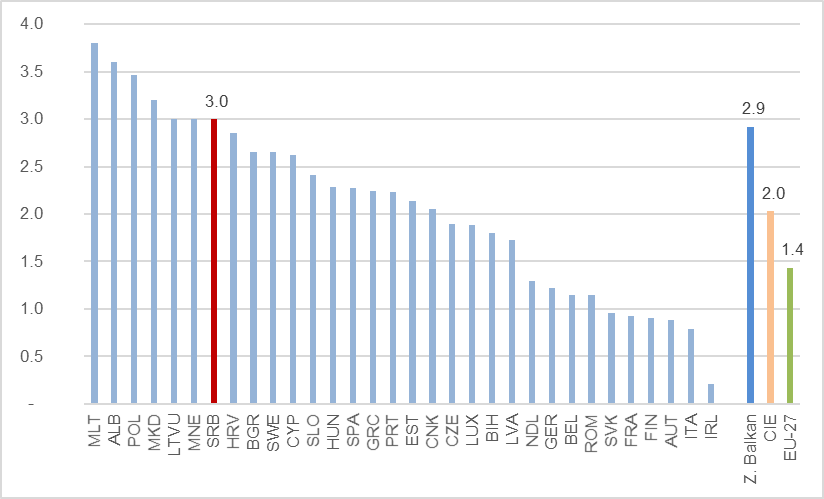 4.0
3.5
3.0
2.5
2.0
1.5
1.0
0.5
-
3.0
2.9
2.0
1.4
MLT
ALB
POL
MKD
LTVU
MNE
SRB
HRV
BGR
SWE
CYP
SLO
HUN
SPA
GRC
PRT
EST
CNK
CZE
LUX
BIH
LVA
NDL
GER
BEL
ROM
SVK
FRA
FIN
AUT
ITA
IRL
Z. Balkan
CIE
EU-27